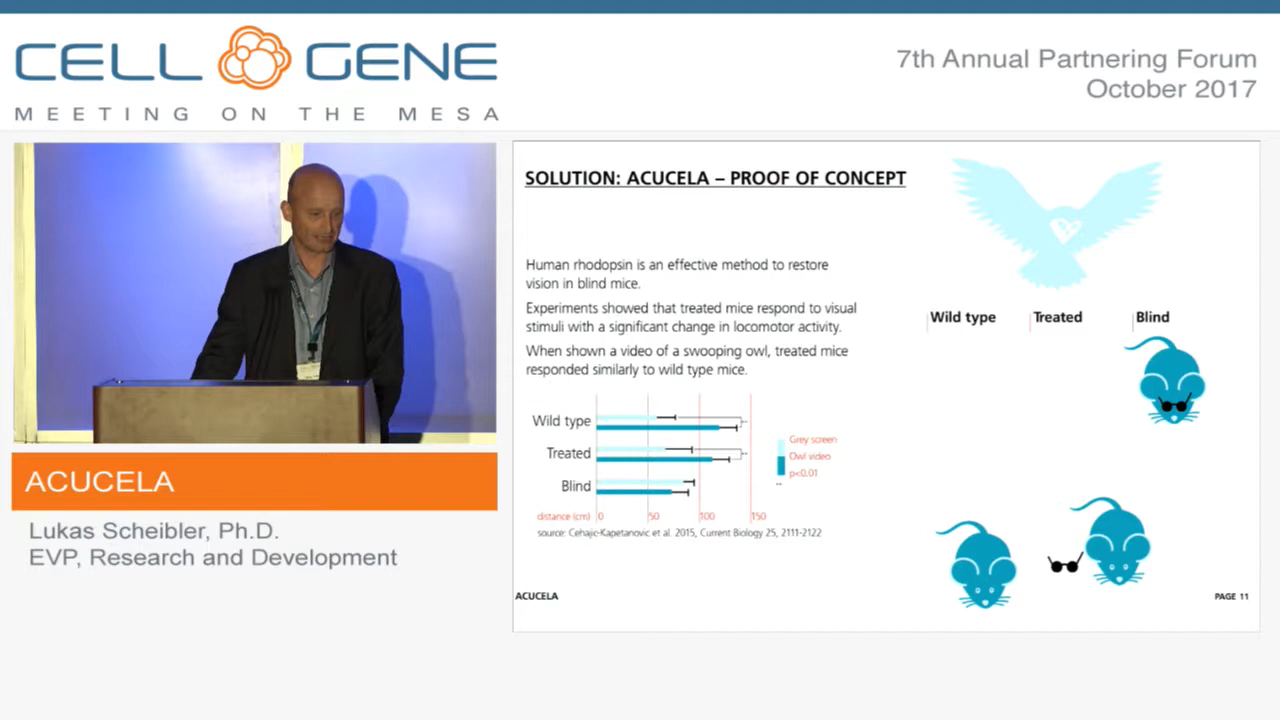 CELL GENE
MEETING ON THE MESA
7th Annual Partnering Forum
October 2017
ACUCELA
Lukas Scheibler, Ph.D.
EVP, Research and Development
SOLUTION: ACUCELA – PROOF OF CONCEPT
Human rhodopsin is an effective method to restore
vision in blind mice.
Experiments showed that treated mice respond to visual
stimuli with a significant change in locomotor activity.
When shown a video of a swooping owl, treated mice
responded similarly to wild type mice.
Wild type
Treated
Blind
distance (cm) 0 50 100 150
Grey screen
Owl video
p<0.01
source: Cehajic-Kapetanovic et al. 2015, Current Biology 25, 2111-2122
Wild type Treated Blind
ACUCELA
PAGE 11